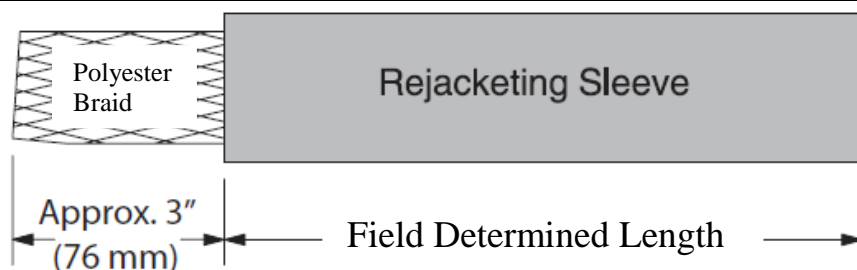 Polyester
Braid
Rejacketing Sleeve
Approx. 3″
(76 mm)
Field Determined Length